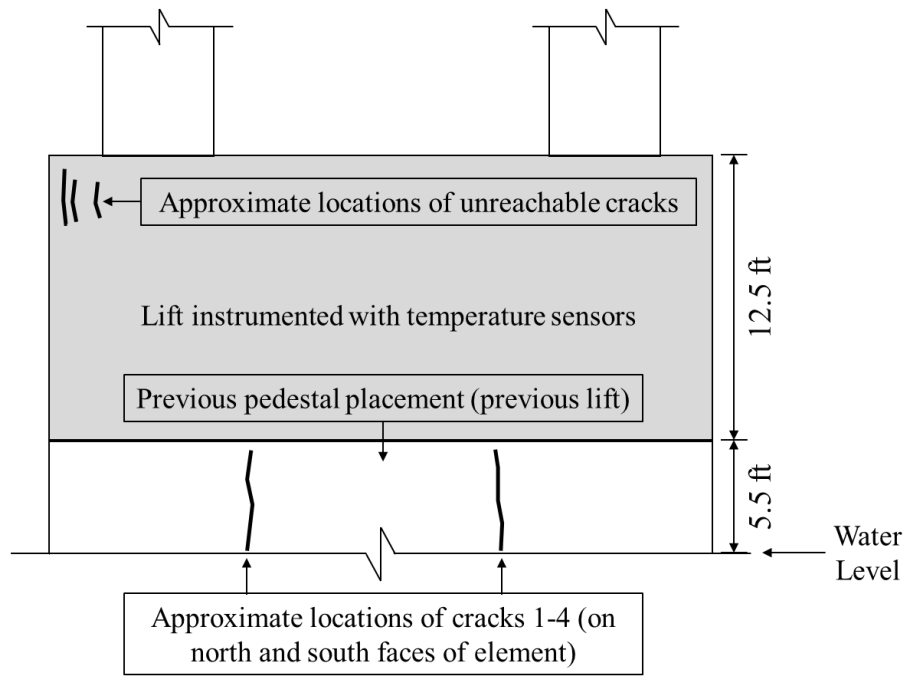 Approximate locations of unreachable cracks
Lift instrumented with temperature sensors
12.5 ft
Previous pedestal placement (previous lift)
5.5 ft
Water
Level
Approximate locations of cracks 1-4 (on
north and south faces of element)